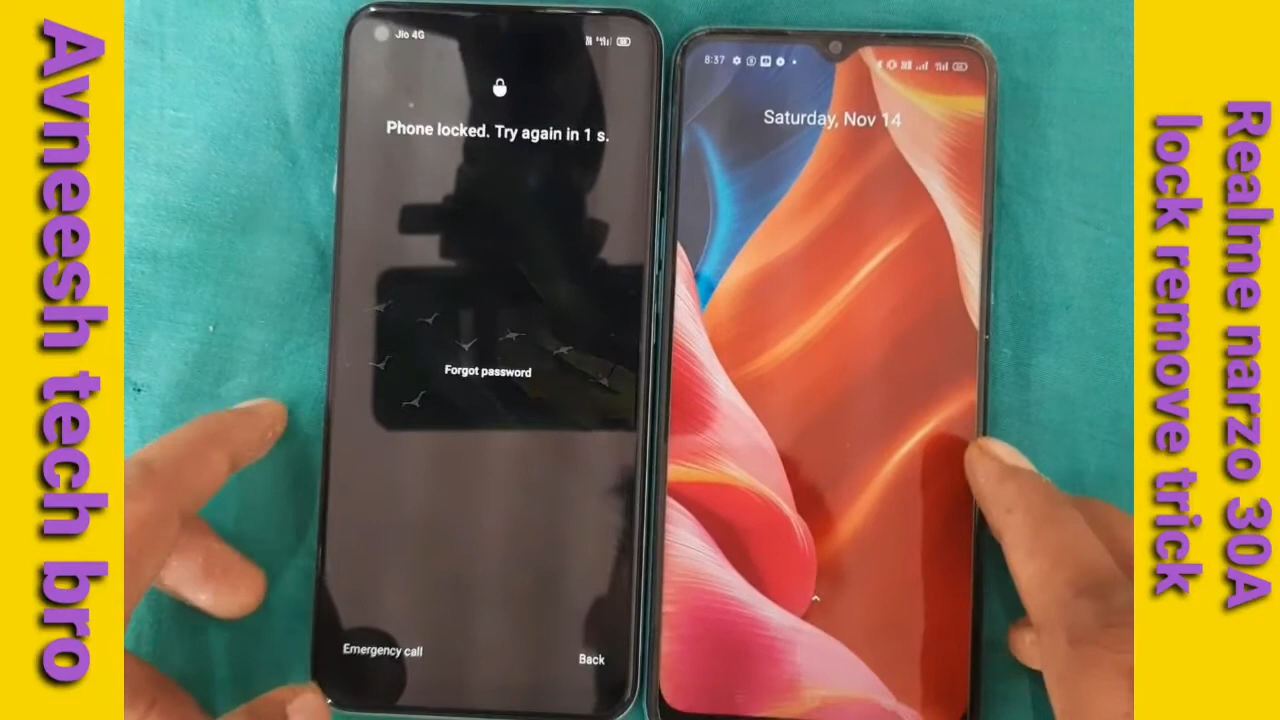 Avneesh tech bro
Jio 4G
Phone locked. Try again in 1 s.
Forgot password
Emergency call
Back
8:37
Saturday, Nov 14
Realme narzo 30A
lock remove trick